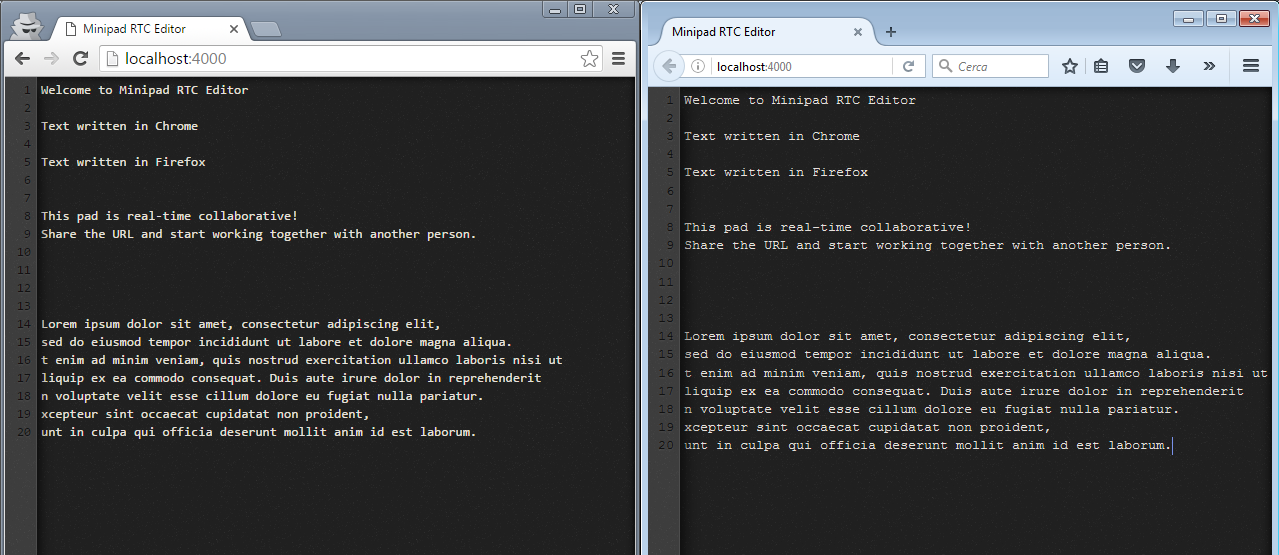 Minipad RTC Editor
localhost:4000
1 Welcome to Minipad RTC Editor
2
3 Text written in Chrome
4
5 Text written in Firefox
6
7
8 This pad is real-time collaborative!
9 Share the URL and start working together with another person.
10
11
12
13
14 Lorem ipsum dolor sit amet, consectetur adipiscing elit,
15 sed do eiusmod tempor incididunt ut labore et dolore magna aliqua.
16 t enim ad minim veniam, quis nostrud exercitation ullamco laboris nisi ut
17 liquip ex ea commodo consequat. Duis aute irure dolor in reprehenderit
18 n voluptate velit esse cillum dolore eu fugiat nulla pariatur.
19 xcepteur sint occaecat cupidatat non proident,
20 unt in culpa qui officia deserunt mollit anim id est laborum.
Minipad RTC Editor
localhost:4000
Cerca
1 Welcome to Minipad RTC Editor
2
3 Text written in Chrome
4
5 Text written in Firefox
6
7
8 This pad is real-time collaborative!
9 Share the URL and start working together with another person.
10
11
12
13
14 Lorem ipsum dolor sit amet, consectetur adipiscing elit,
15 sed do eiusmod tempor incididunt ut labore et dolore magna aliqua.
16 t enim ad minim veniam, quis nostrud exercitation ullamco laboris nisi ut
17 liquip ex ea commodo consequat. Duis aute irure dolor in reprehenderit
18 n voluptate velit esse cillum dolore eu fugiat nulla pariatur.
19 xcepteur sint occaecat cupidatat non proident,
20 unt in culpa qui officia deserunt mollit anim id est laborum.